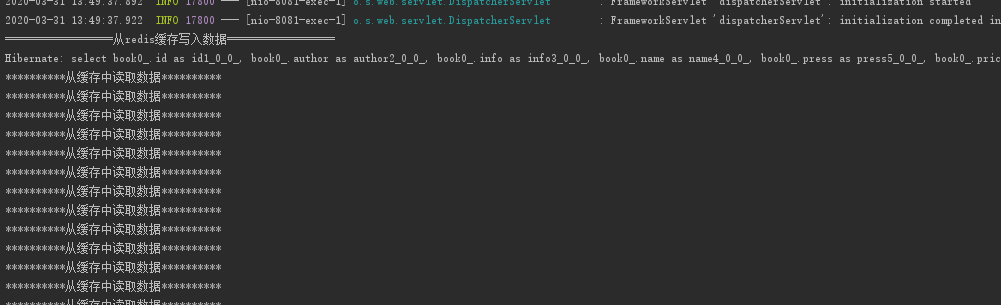 2020-03-31 13:49:37.892  INFO 17800 --- [nio-8081-exec-1] o.s.web.servlet.DispatcherServlet        : FrameworkServlet 'dispatcherServlet': initialization started
2020-03-31 13:49:37.922  INFO 17800 --- [nio-8081-exec-1] o.s.web.servlet.DispatcherServlet        : FrameworkServlet 'dispatcherServlet': initialization completed in
==================从redis缓存写入数据==================
Hibernate: select book0_.id as id1_0_0_, book0_.author as author2_0_0_, book0_.info as info3_0_0_, book0_.name as name4_0_0_, book0_.press as press5_0_0_, book0_.pric
**********从缓存中读取数据**********
**********从缓存中读取数据**********
**********从缓存中读取数据**********
**********从缓存中读取数据**********
**********从缓存中读取数据**********
**********从缓存中读取数据**********
**********从缓存中读取数据**********
**********从缓存中读取数据**********
**********从缓存中读取数据**********
**********从缓存中读取数据**********
**********从缓存中读取数据**********
**********从缓存中读取数据**********
**********从缓存中读取数据**********